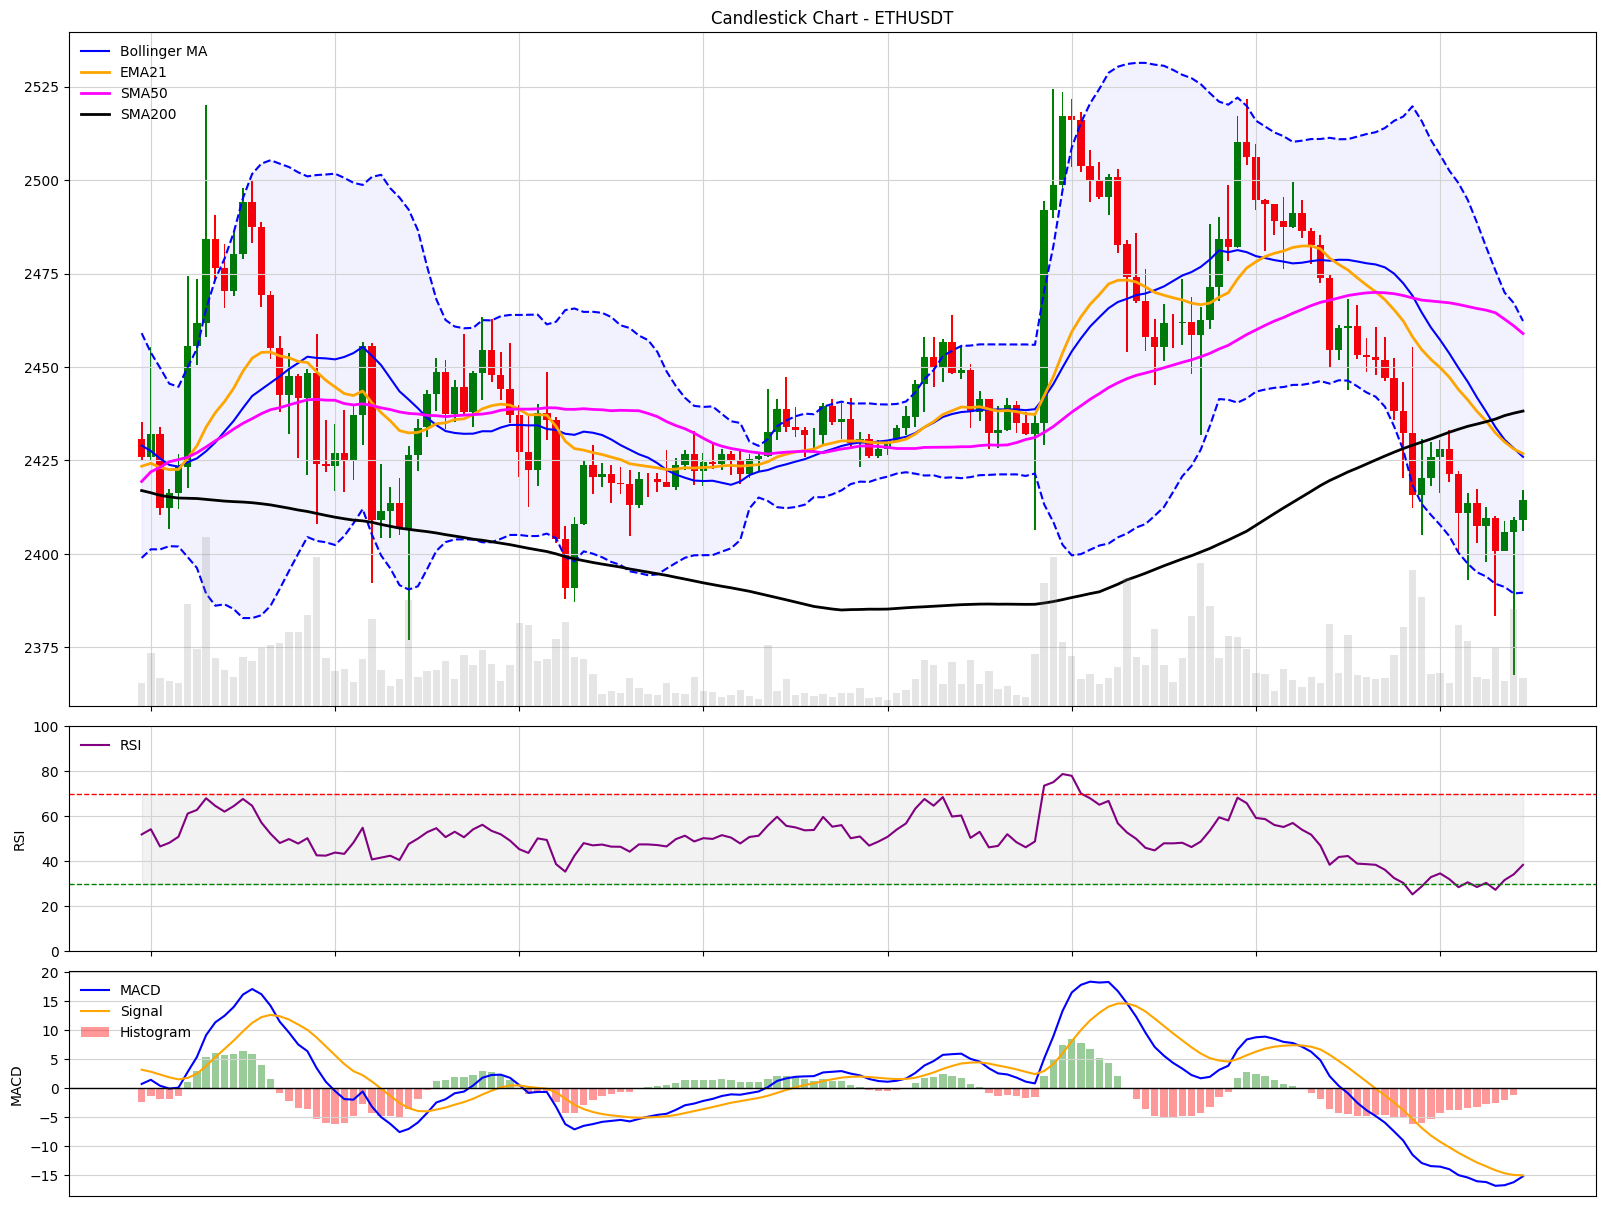 Candlestick Chart - ETHUSDT
Bollinger MA
EMA21
SMA50
SMA200
2525
2500
2475
2450
2425
2400
2375
RSI
RSI
100
80
60
40
20
0
MACD
Signal
Histogram
MACD
20
15
10
5
0
−5
−10
−15